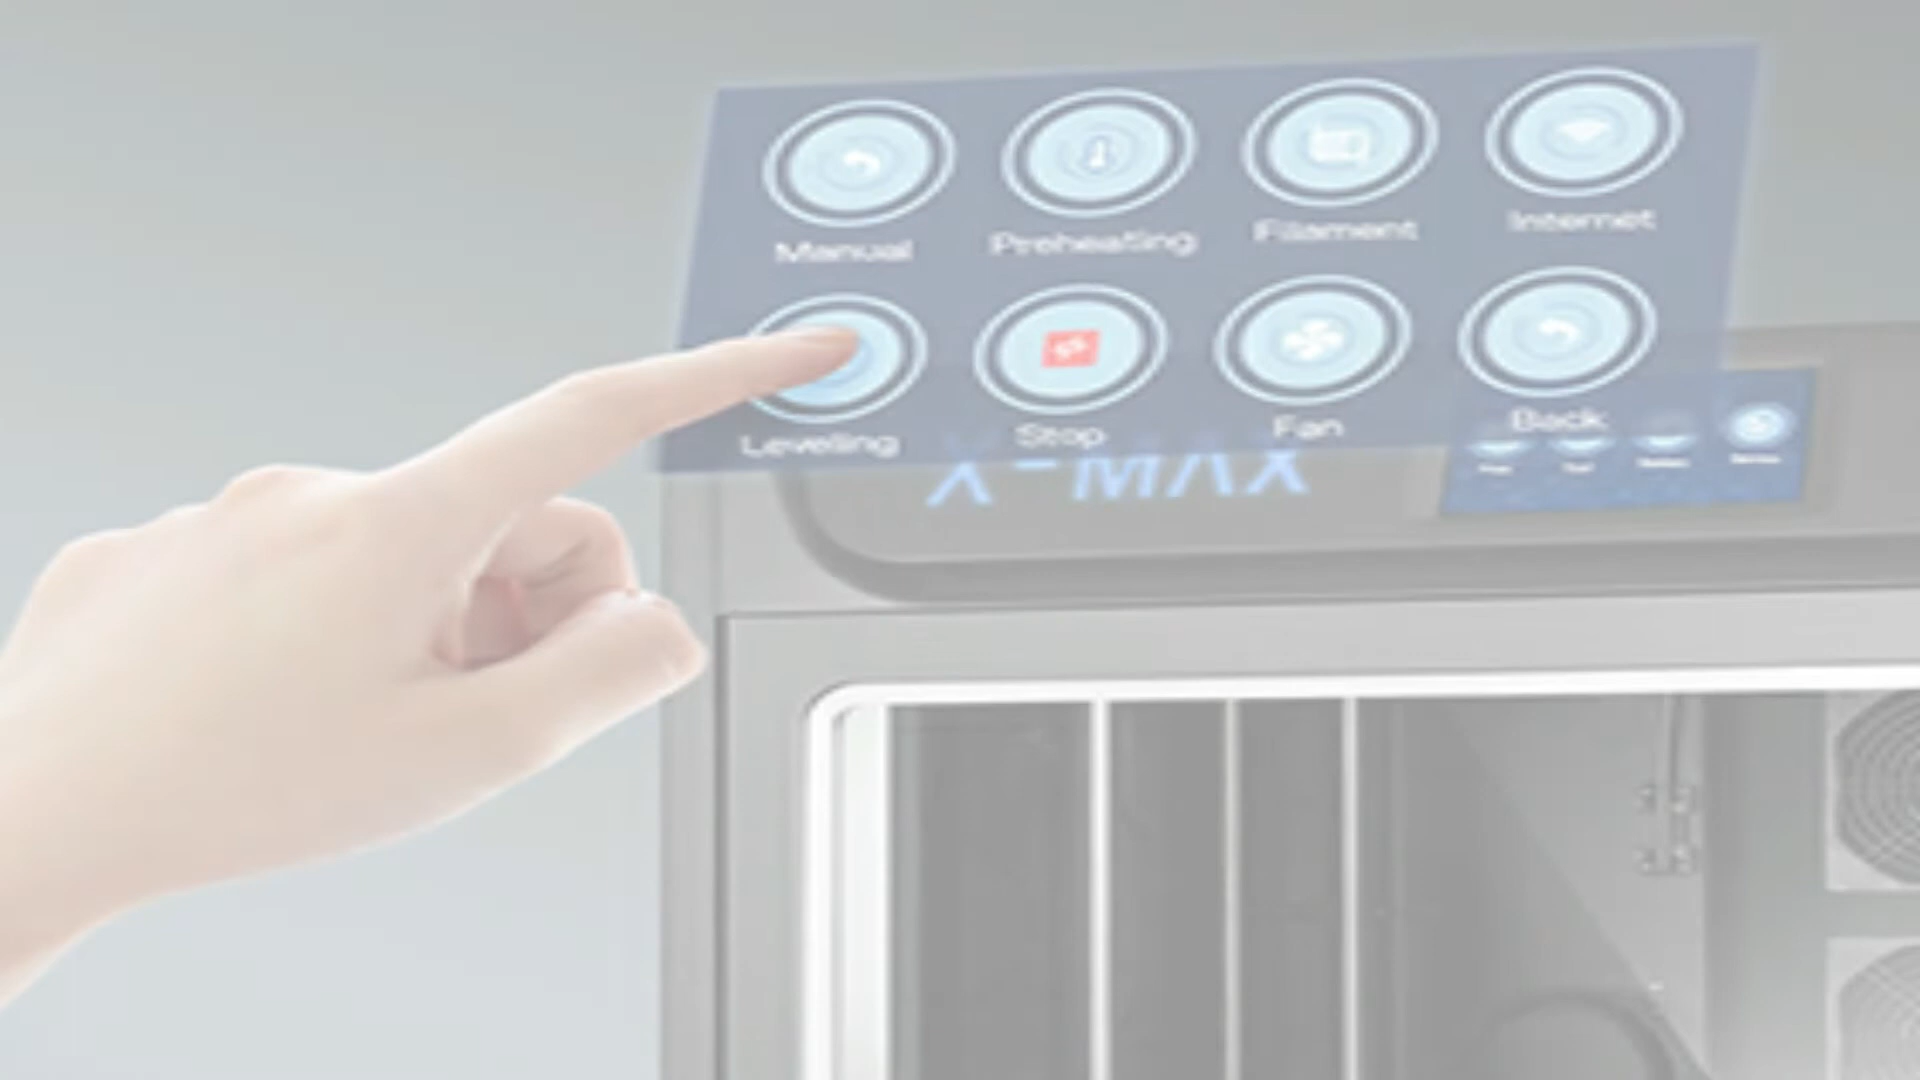 Manual Preheating Filament Internet
Leveling Stop Fan Back
X-MAX